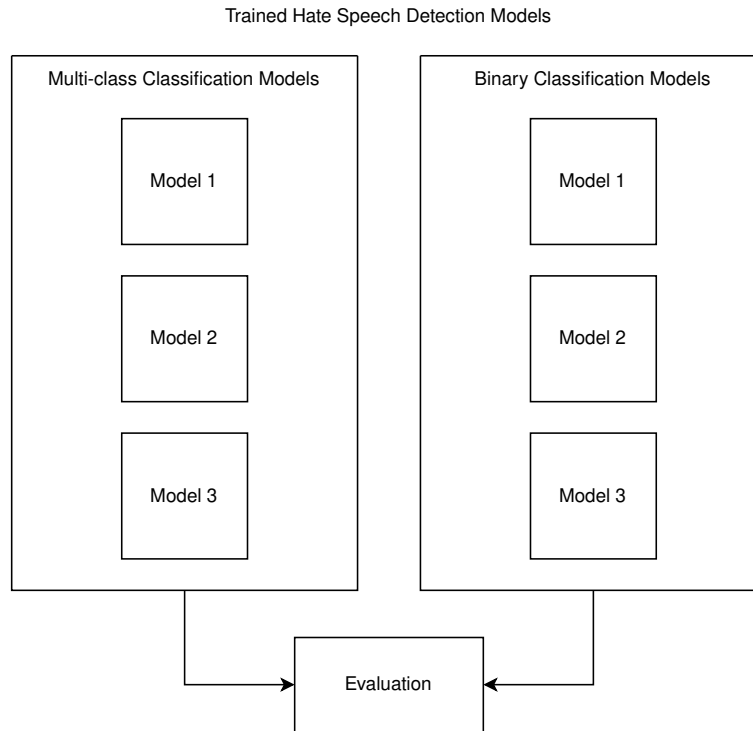 Trained Hate Speech Detection Models
Multi-class Classification Models
Model 1
Model 2
Model 3
Binary Classification Models
Model 1
Model 2
Model 3
Evaluation